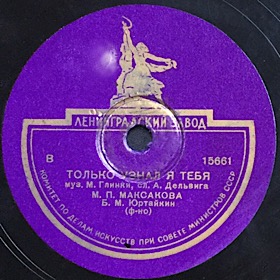 ЛЕНИНГРАДСКИЙ ЗАВОД
В 15661
ТОЛЬКО УЗНАЛ Я ТЕБЯ
муз. М. Глинки, сл. А. Дельвига
М. П. МАКСАКОВА
Б. М. Юртайкин
(ф-но)
КОМИТЕТ ПО ДЕЛАМ ИСКУССТВ ПРИ СОВЕТЕ МИНИСТРОВ СССР